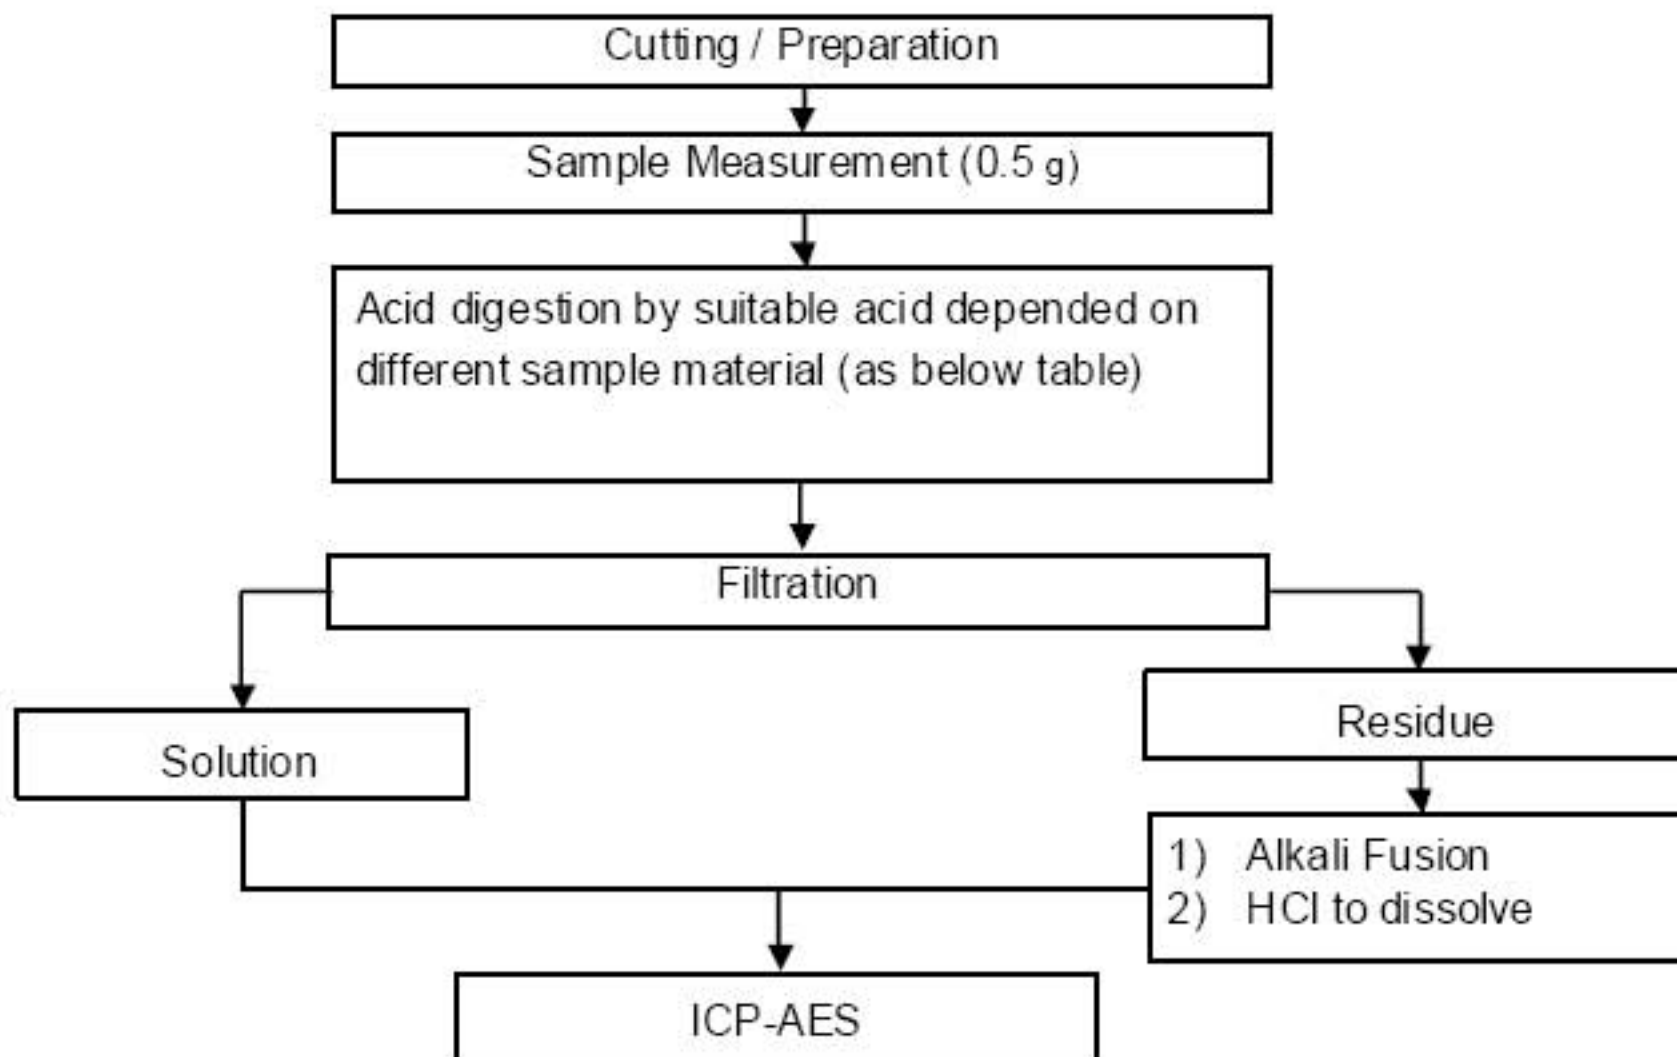 Cutting / Preparation
Sample Measurement (0.5 g)
Acid digestion by suitable acid depended on
different sample material (as below table)
Filtration
Solution
Residue
1) Alkali Fusion
2) HCl to dissolve
ICP-AES